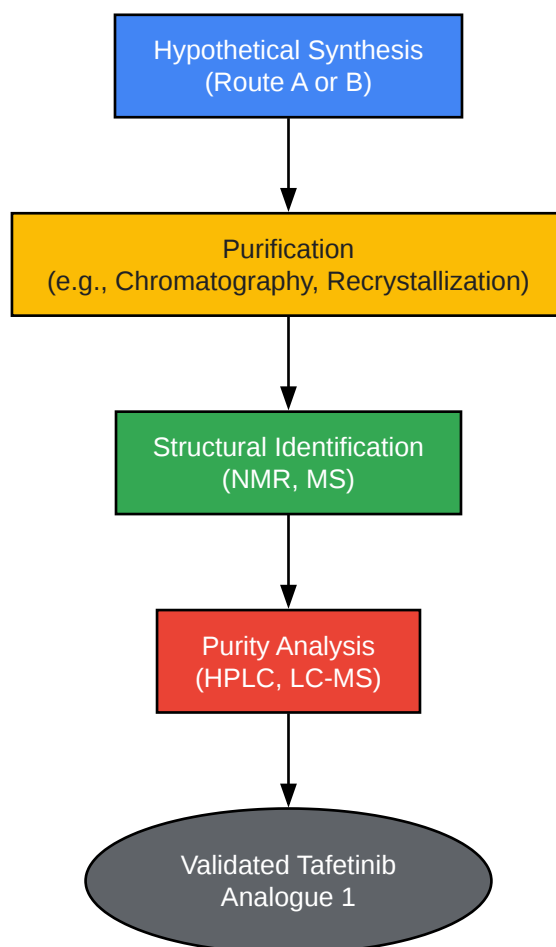 Hypothetical Synthesis
(Route A or B)
Purification
(e.g., Chromatography, Recrystallization)
Structural Identification
(NMR, MS)
Purity Analysis
(HPLC, LC-MS)
Validated Tafetinib
Analogue 1